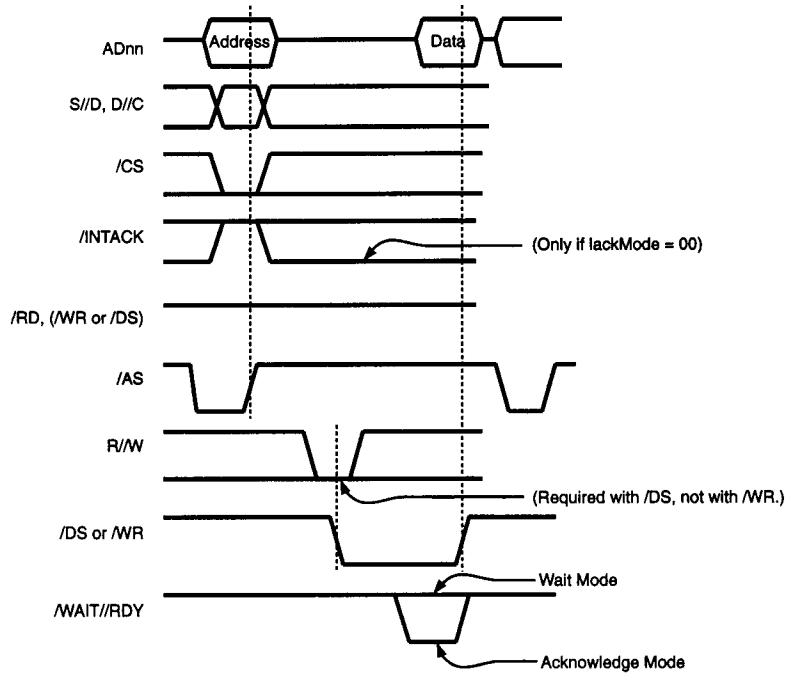 ADnn
Address
Data
S//D, D//C
/CS
/INTACK
(Only if IackMode = 00)
/RD, (/WR or /DS)
/AS
R//W
(Required with /DS, not with /WR.)
/DS or /WR
Wait Mode
/WAIT//RDY
Acknowledge Mode